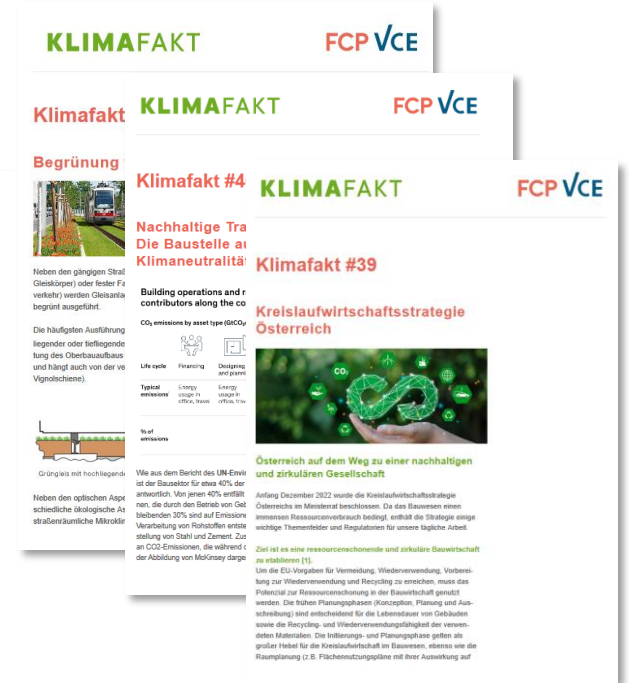 KLIMAFAKT
FCP VCE
Klimafakt
Begrünung
Neben den gängigen Straß
Gleiskörper) oder fester Fa
verkehr) werden Gleisanla
begrünt ausgeführt.
Die häufigsten Ausführung
liegender oder tiefliegende
tung des Oberbauaufbaus
und hängt auch von der ve
Vignolschiene).
Grüngleis mit hochliegende
Neben den optischen Aspe
schiedliche ökologische As
straßenräumliche Mikroklim
KLIMAFAKT
FCP VCE
Klimafakt #4
Nachhaltige Tra
Die Baustelle au
Klimaneutralität
Building operations and r
contributors along the co
CO₂ emissions by asset type (GtCO₂
Life cycle
Financing
Designing
and planni
Typical
emissions
Energy
usage in
office, travel
Energy
usage in
office, trav
% of
emissions
Wie aus dem Bericht des UN-Envi
ist der Bausektor für etwa 40% der
antwortlich. Von jenen 40% entfällt
nen, die durch den Betrieb von Geb
bleibenden 30% sind auf Emissione
Verarbeitung von Rohstoffen entste
stellung von Stahl und Zement. Zus
an CO2-Emissionen, die während d
der Abbildung von McKinsey darges
KLIMAFAKT
FCP VCE
Klimafakt #39
Kreislaufwirtschaftsstrategie
Österreich
CO₂
Österreich auf dem Weg zu einer nachhaltigen
und zirkulären Gesellschaft
Anfang Dezember 2022 wurde die Kreislaufwirtschaftsstrategie
Österreichs im Ministerrat beschlossen. Da das Bauwesen einen
immensen Ressourcenverbrauch bedingt, enthält die Strategie einige
wichtige Themenfelder und Regulatorien für unsere tägliche Arbeit.
Ziel ist es eine ressourcenschonende und zirkuläre Bauwirtschaft
zu etablieren [1].
Um die EU-Vorgaben für Vermeidung, Wiederverwendung, Vorberei-
tung zur Wiederverwendung und Recycling zu erreichen, muss das
Potenzial zur Ressourcenschonung in der Bauwirtschaft genutzt
werden. Die frühen Planungsphasen (Konzeption, Planung und Aus-
schreibung) sind entscheidend für die Lebensdauer von Gebäuden
sowie die Recycling- und Wiederverwendungsfähigkeit der verwen-
deten Materialien. Die Initiierungs- und Planungsphase gelten als
großer Hebel für die Kreislaufwirtschaft im Bauwesen, ebenso wie die
Raumplanung (z.B. Flächennutzungspläne mit ihrer Auswirkung auf